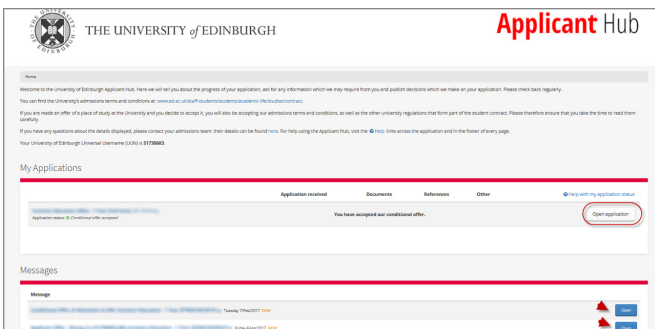 THE UNIVERSITY of EDINBURGH
Applicant Hub
Home
Welcome to the University of Edinburgh Applicant Hub. Here we will tell you about the progress of your application, ask for any information which we may require from you and publish decisions which we make on your application. Please check back regularly.
You can find the University's admissions terms and conditions at: www.ed.ac.uk/staff-students/students/academic-life/studies/contract.
If you are made an offer of a place of study at the University and you decide to accept it, you will also be accepting our admissions terms and conditions, as well as the other university regulations that form part of the student contract. Please therefore ensure that you take the time to read them
carefully.
If you have any questions about the details displayed, please contact your admissions team: their details can be found here. For help using the Applicant Hub, visit the Help links across the application and in the footer of every page.
Your University of Edinburgh Universal Username (UUN) is S1738683.
My Applications
Application received Documents References Other Help with my application status
You have accepted our conditional offer. Open application
Application status: Conditional offer accepted
Messages
Message
Tuesday 7-Feb-2017 NEW Open
NEW Open